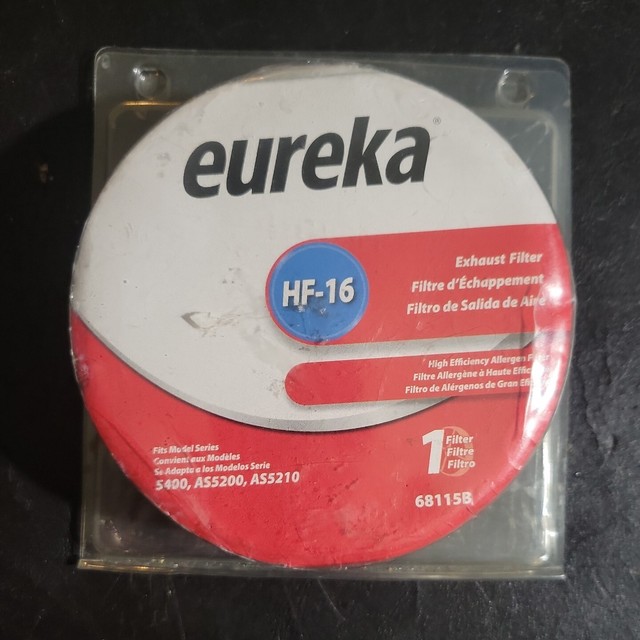 eureka®
Exhaust Filter
Filtre d'Échappement
Filtro de Salida de Aire
HF-16
High Efficiency Allergen Filter
Filtre Allergène à Haute
Filtro de Alérgenos de Gran
1 Filter
Filtre
Filtro
Fits Model Series
Convient aux Modèles
Se Adapta a los Modelos Serie
5400, AS5200, AS5210
68115B